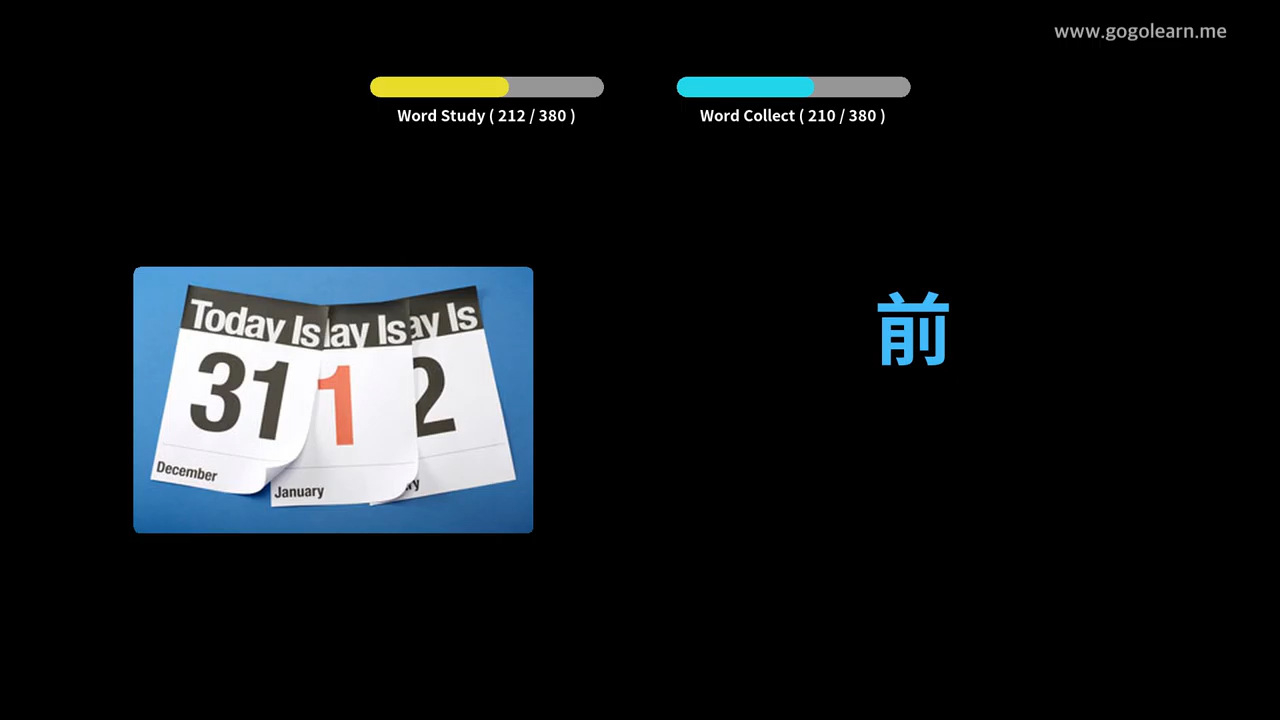 www.gogolearn.me
Word Study ( 212 / 380 )
Word Collect ( 210 / 380 )
Today Is
31
December
ay Is
1
January
ay Is
2
ry
前